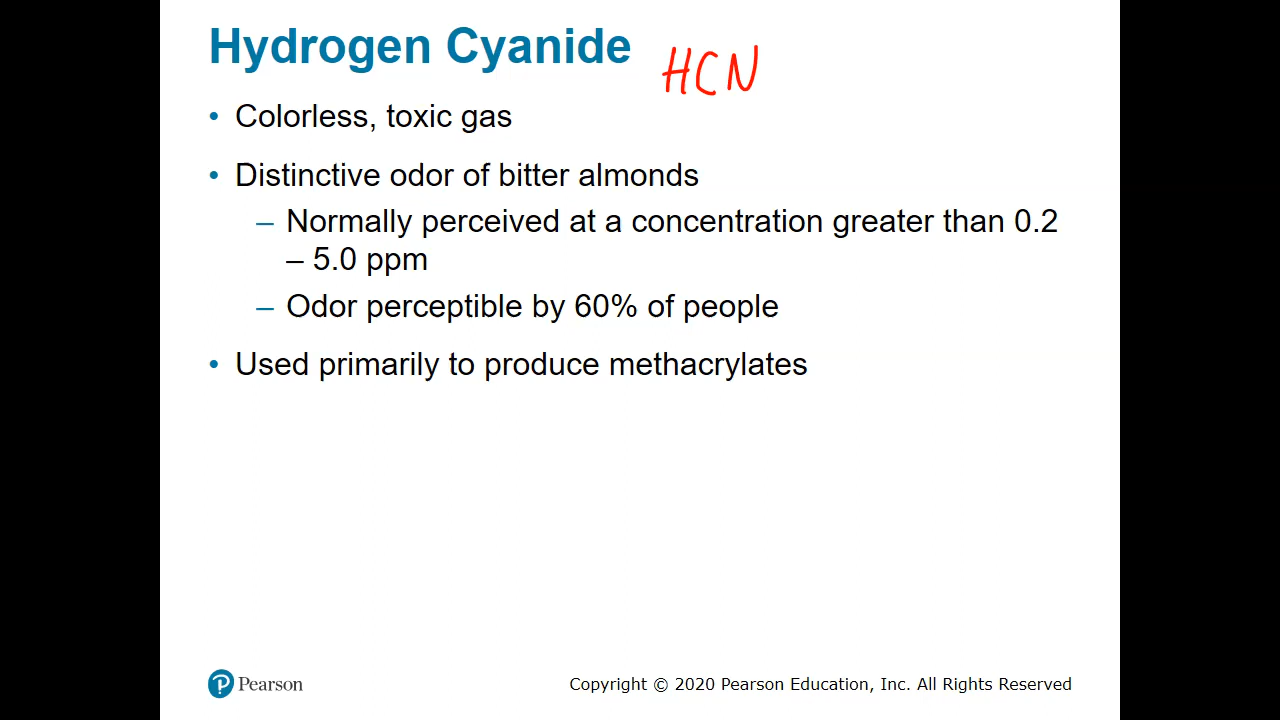 Hydrogen Cyanide HCN
• Colorless, toxic gas
• Distinctive odor of bitter almonds
– Normally perceived at a concentration greater than 0.2
– 5.0 ppm
– Odor perceptible by 60% of people
• Used primarily to produce methacrylates
Pearson
Copyright © 2020 Pearson Education, Inc. All Rights Reserved